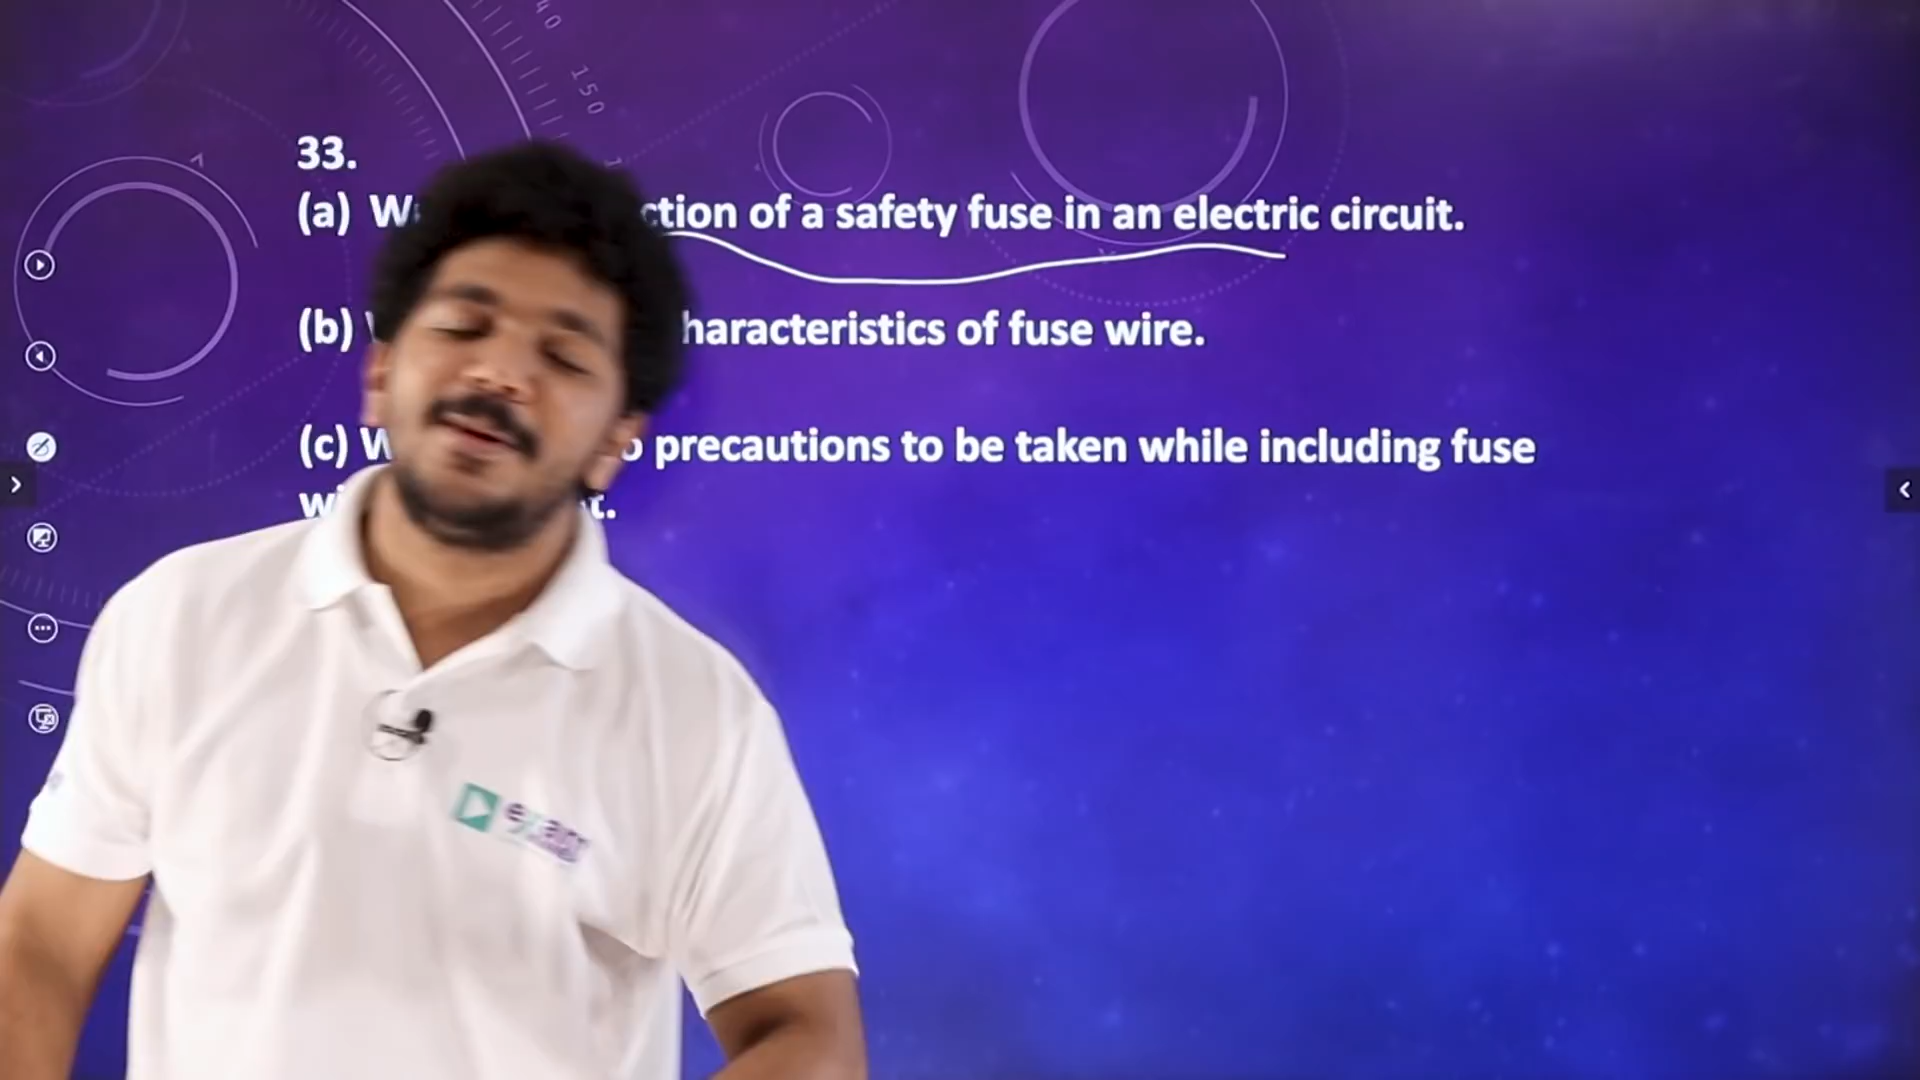 33.
(a) ction of a safety fuse in an electric circuit.
(b) haracteristics of fuse wire.
(c) precautions to be taken while including fuse
150